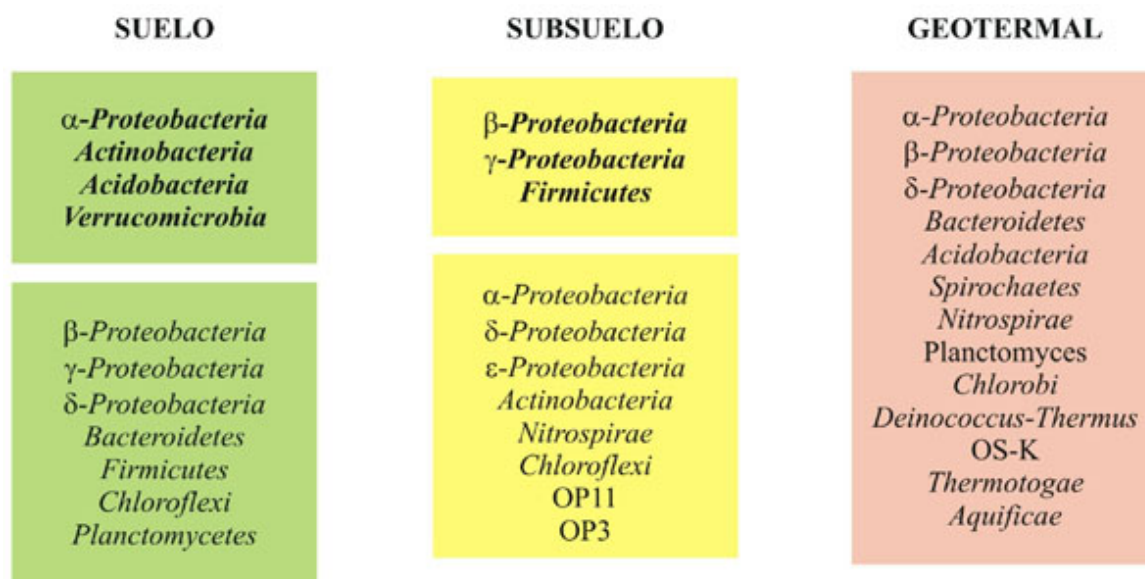 SUELO
α-Proteobacteria
Actinobacteria
Acidobacteria
Verrucomicrobia
β-Proteobacteria
γ-Proteobacteria
δ-Proteobacteria
Bacteroidetes
Firmicutes
Chloroflexi
Planctomycetes
SUBSUELO
β-Proteobacteria
γ-Proteobacteria
Firmicutes
α-Proteobacteria
δ-Proteobacteria
ε-Proteobacteria
Actinobacteria
Nitrospirae
Chloroflexi
OP11
OP3
GEOTERMAL
α-Proteobacteria
β-Proteobacteria
δ-Proteobacteria
Bacteroidetes
Acidobacteria
Spirochaetes
Nitrospirae
Planctomyces
Chlorobi
Deinococcus-Thermus
OS-K
Thermotogae
Aquificae